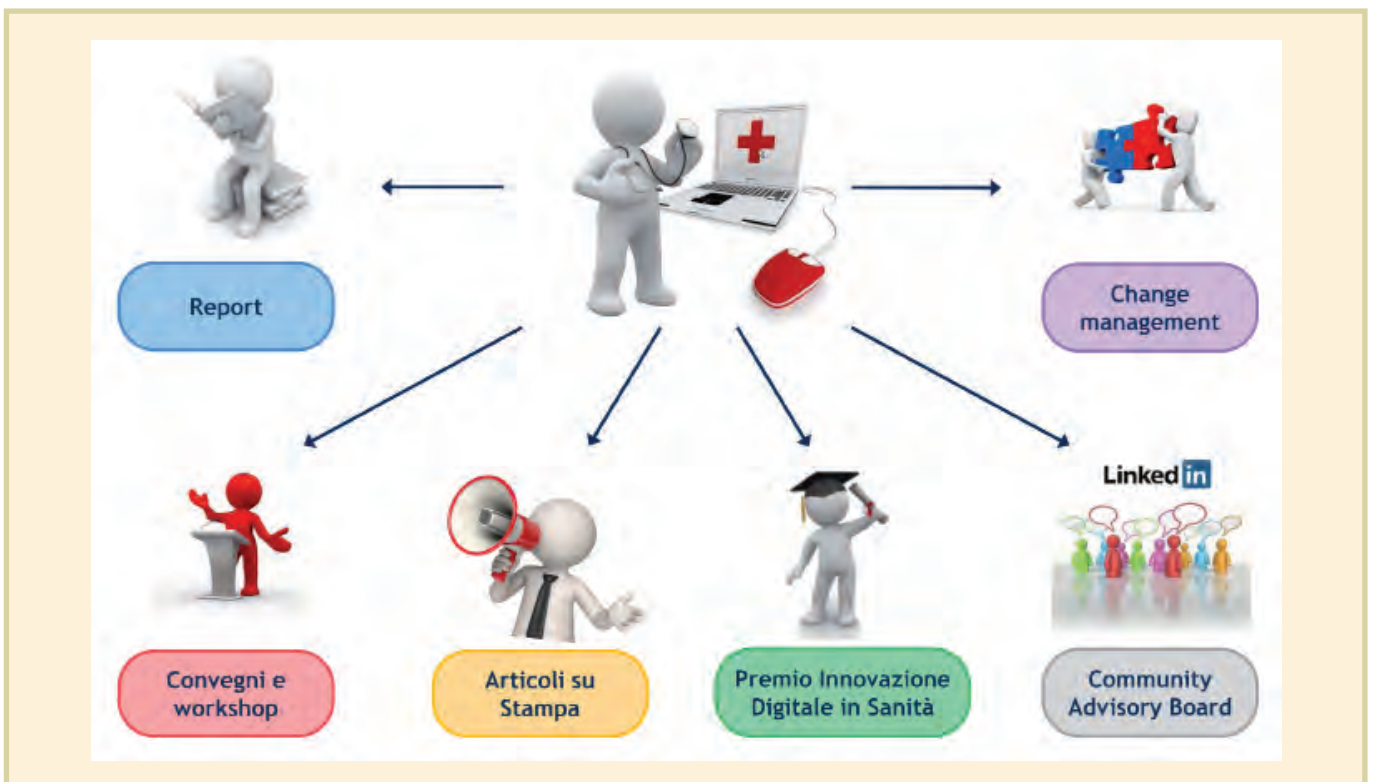 Report
Change
management
Linked in
Convegni e
workshop
Articoli su
Stampa
Premio Innovazione
Digitale in Sanità
Community
Advisory Board